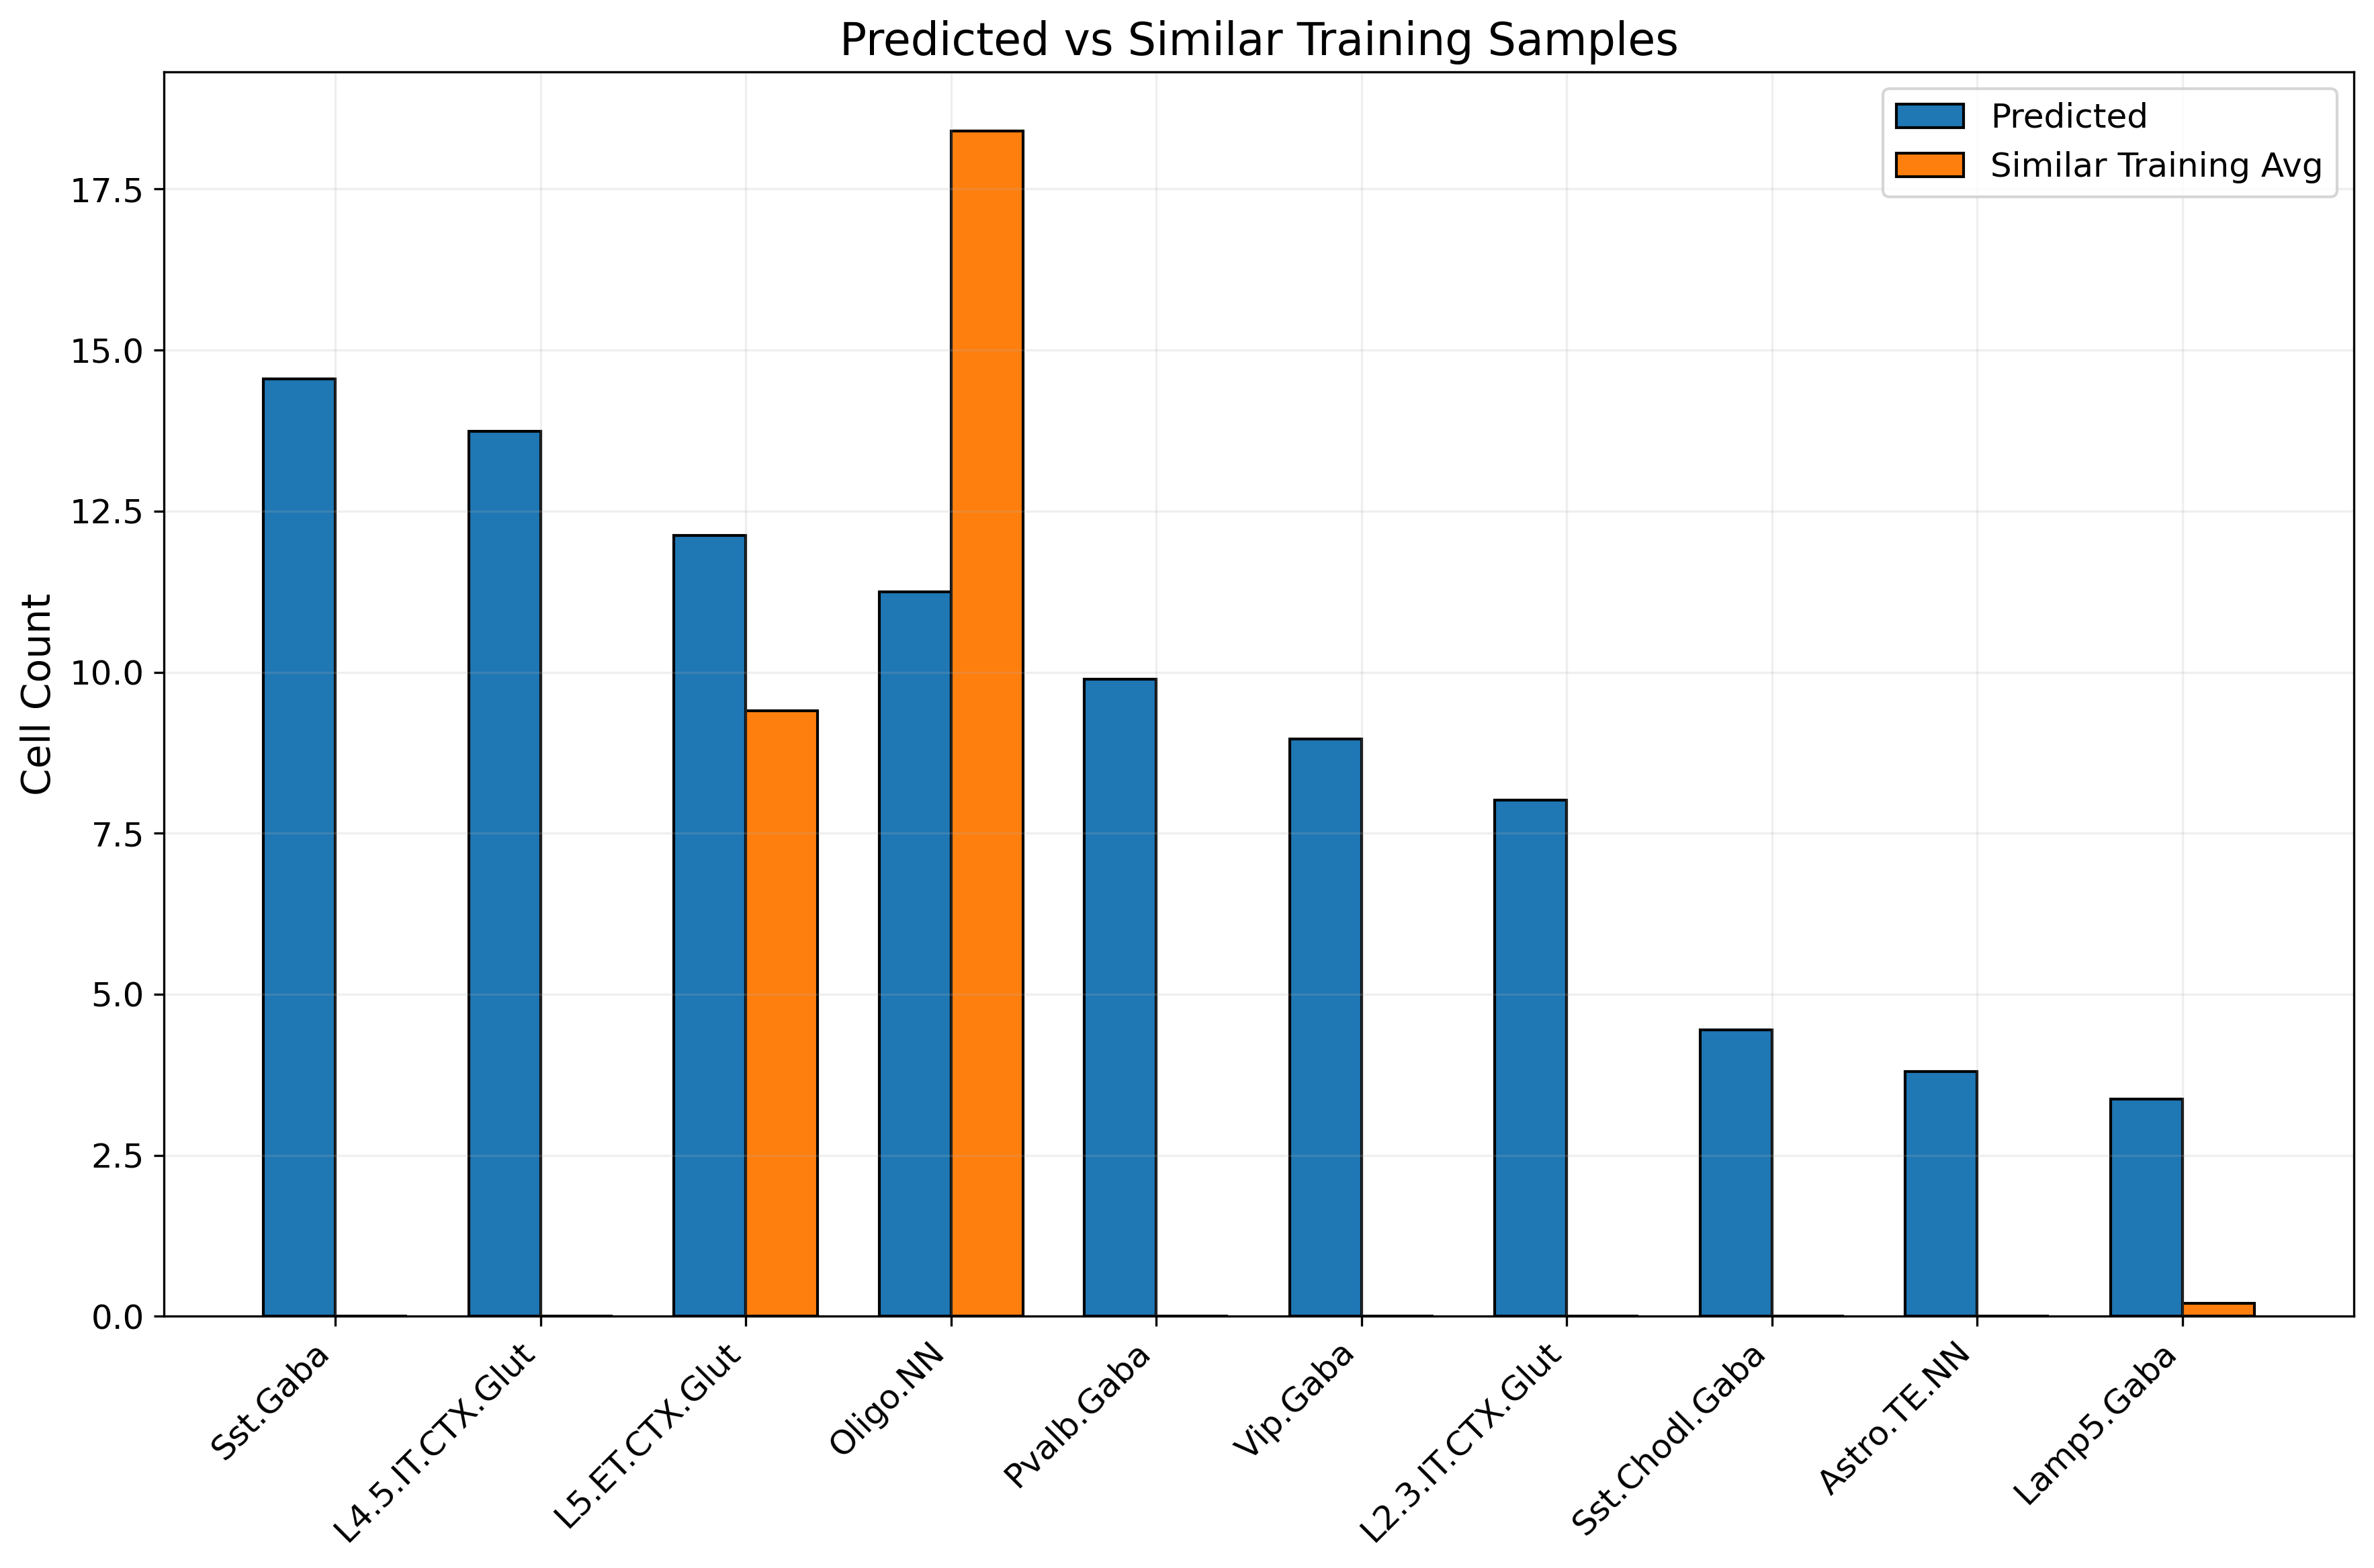 Predicted vs Similar Training Samples
Predicted
Similar Training Avg
Cell Count
17.5
15.0
12.5
10.0
7.5
5.0
2.5
0.0
Sst.Gaba
L4.5.IT.CTX.Glut
L5.ET.CTX.Glut
Oligo.NN
Pvalb.Gaba
Vip.Gaba
L2.3.IT.CTX.Glut
Sst.Chodl.Gaba
Astro.TE.NN
Lamp5.Gaba